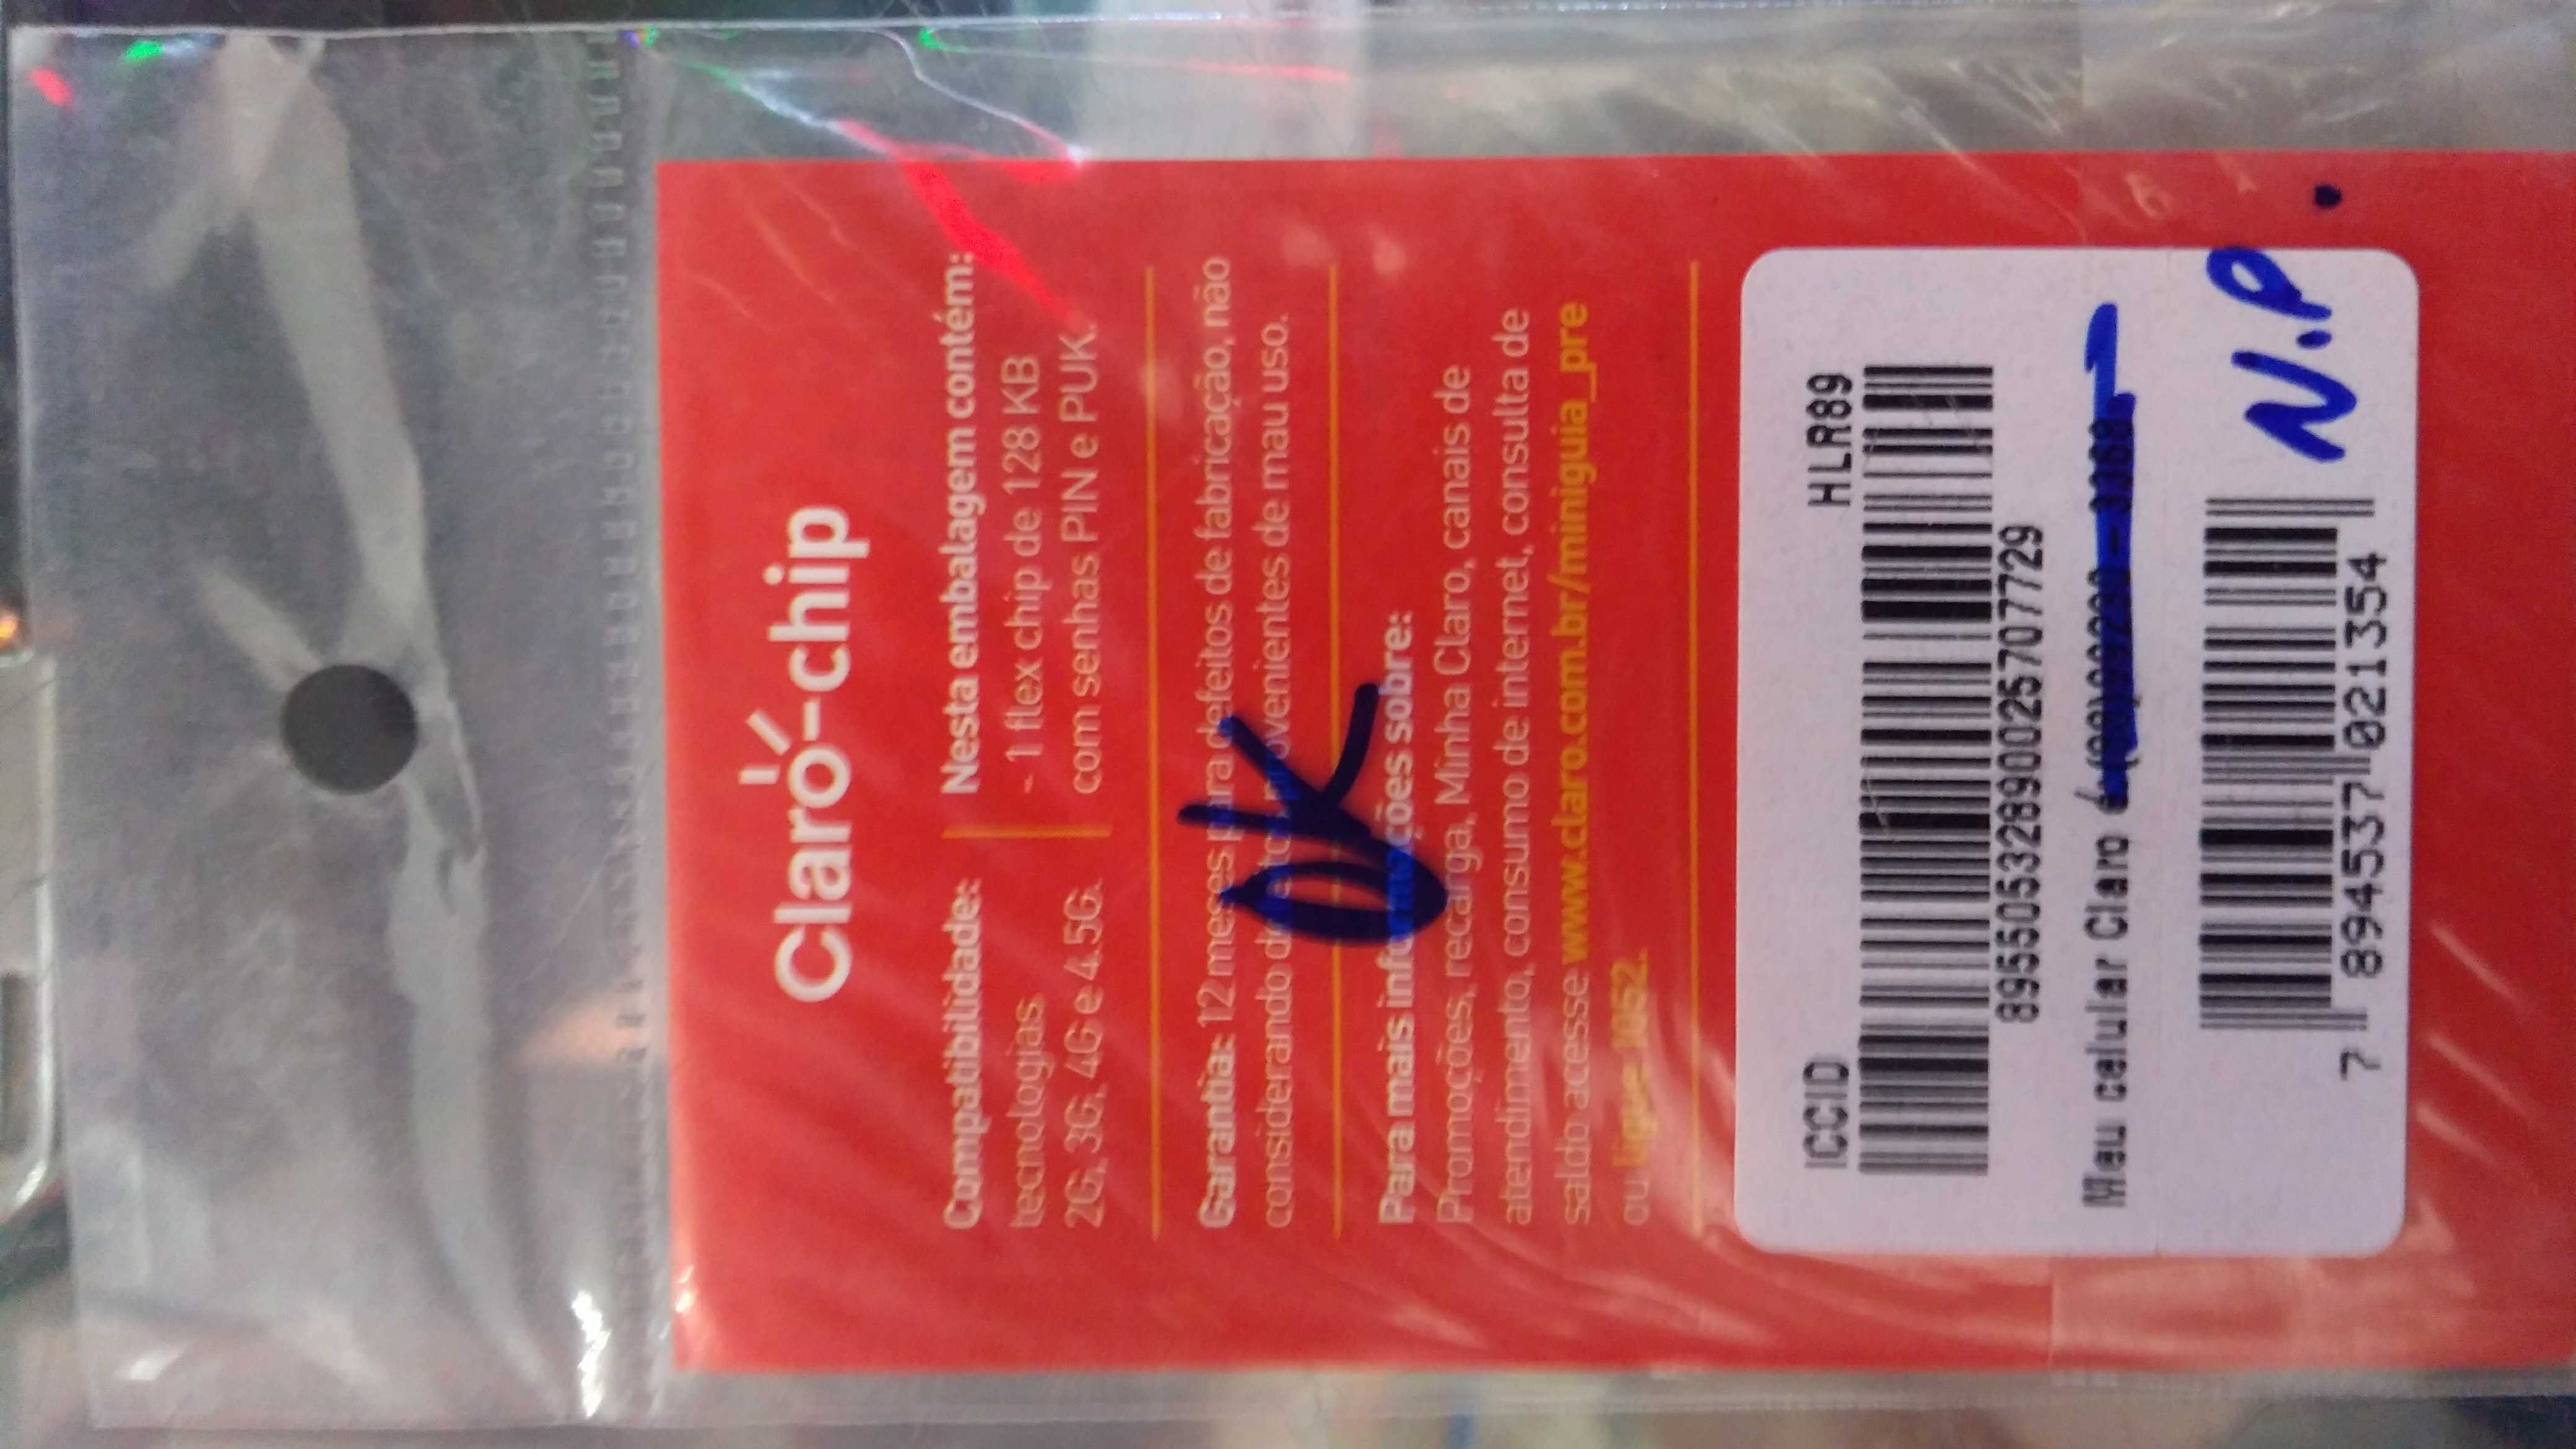 Claro-chip
Compatibilidade:
tecnologias
2G, 3G, 4G e 4.5G.
Nesta embalagem contém:
- 1 flex chip de 128 KB
com senhas PIN e PUK.
Garantia: 12 meses para defeitos de fabricação, não
considerando defeitos provenientes de mau uso.
OK
Para mais informações sobre:
Promoções, recarga, Minha Claro, canais de
atendimento, consumo de internet, consulta de
saldo acesse www.claro.com.br/miniguia_pre
ou ligue 1052.
ICCID HLR89
89550532890025707729
Meu celular Claro é
N.P.
7 894537 021354